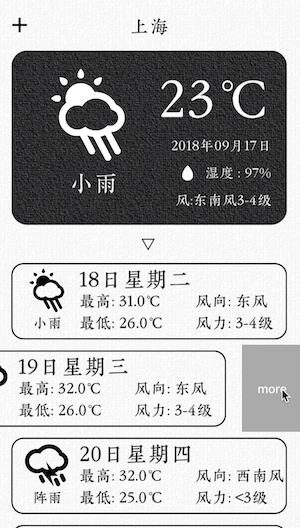 + 上海
23℃
2018年09月17日
湿度: 97%
小雨
风:东南风3-4级
18日星期二
最高: 31.0℃ 风向: 东风
小雨 最低: 26.0℃ 风力: 3-4级
19日星期三
最高: 32.0℃ 风向: 东风
more
最低: 26.0℃ 风力: 3-4级
20日星期四
最高: 32.0℃ 风向: 西南风
阵雨 最低: 25.0℃ 风力: <3级